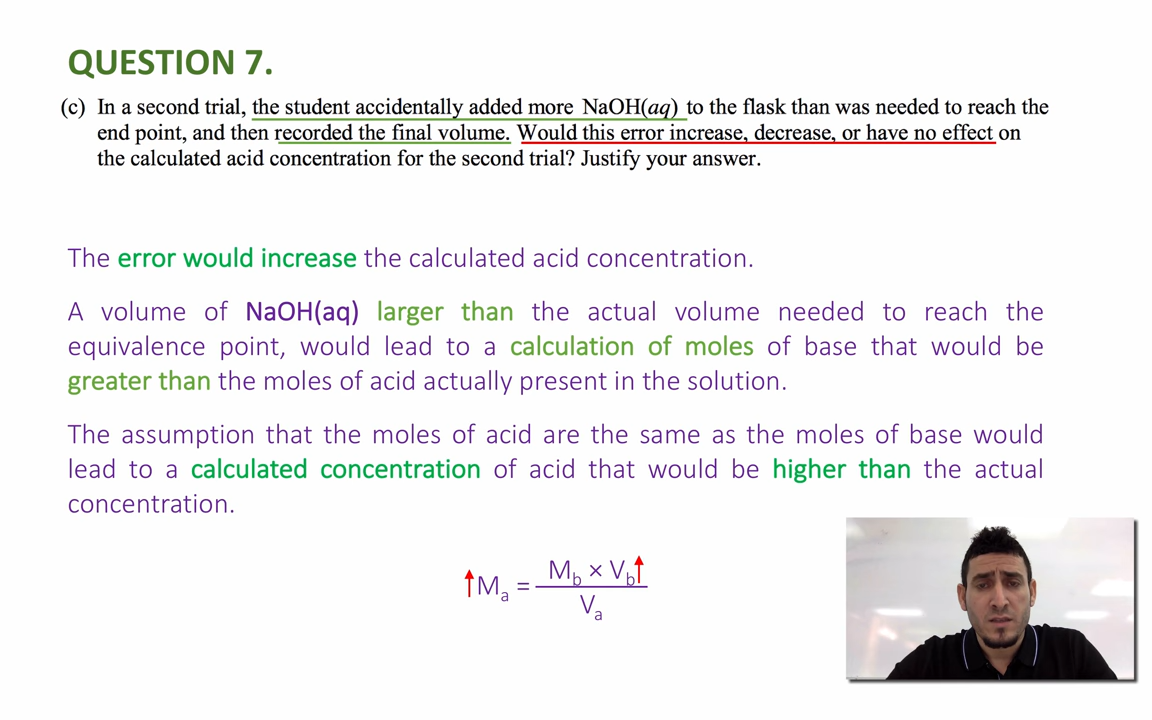 QUESTION 7.
(c) In a second trial, the student accidentally added more NaOH(aq) to the flask than was needed to reach the
end point, and then recorded the final volume. Would this error increase, decrease, or have no effect on
the calculated acid concentration for the second trial? Justify your answer.
The error would increase the calculated acid concentration.
A volume of NaOH(aq) larger than the actual volume needed to reach the
equivalence point, would lead to a calculation of moles of base that would be
greater than the moles of acid actually present in the solution.
The assumption that the moles of acid are the same as the moles of base would
lead to a calculated concentration of acid that would be higher than the actual
concentration.
↑Mₐ = (M_b × V_b↑) / Vₐ